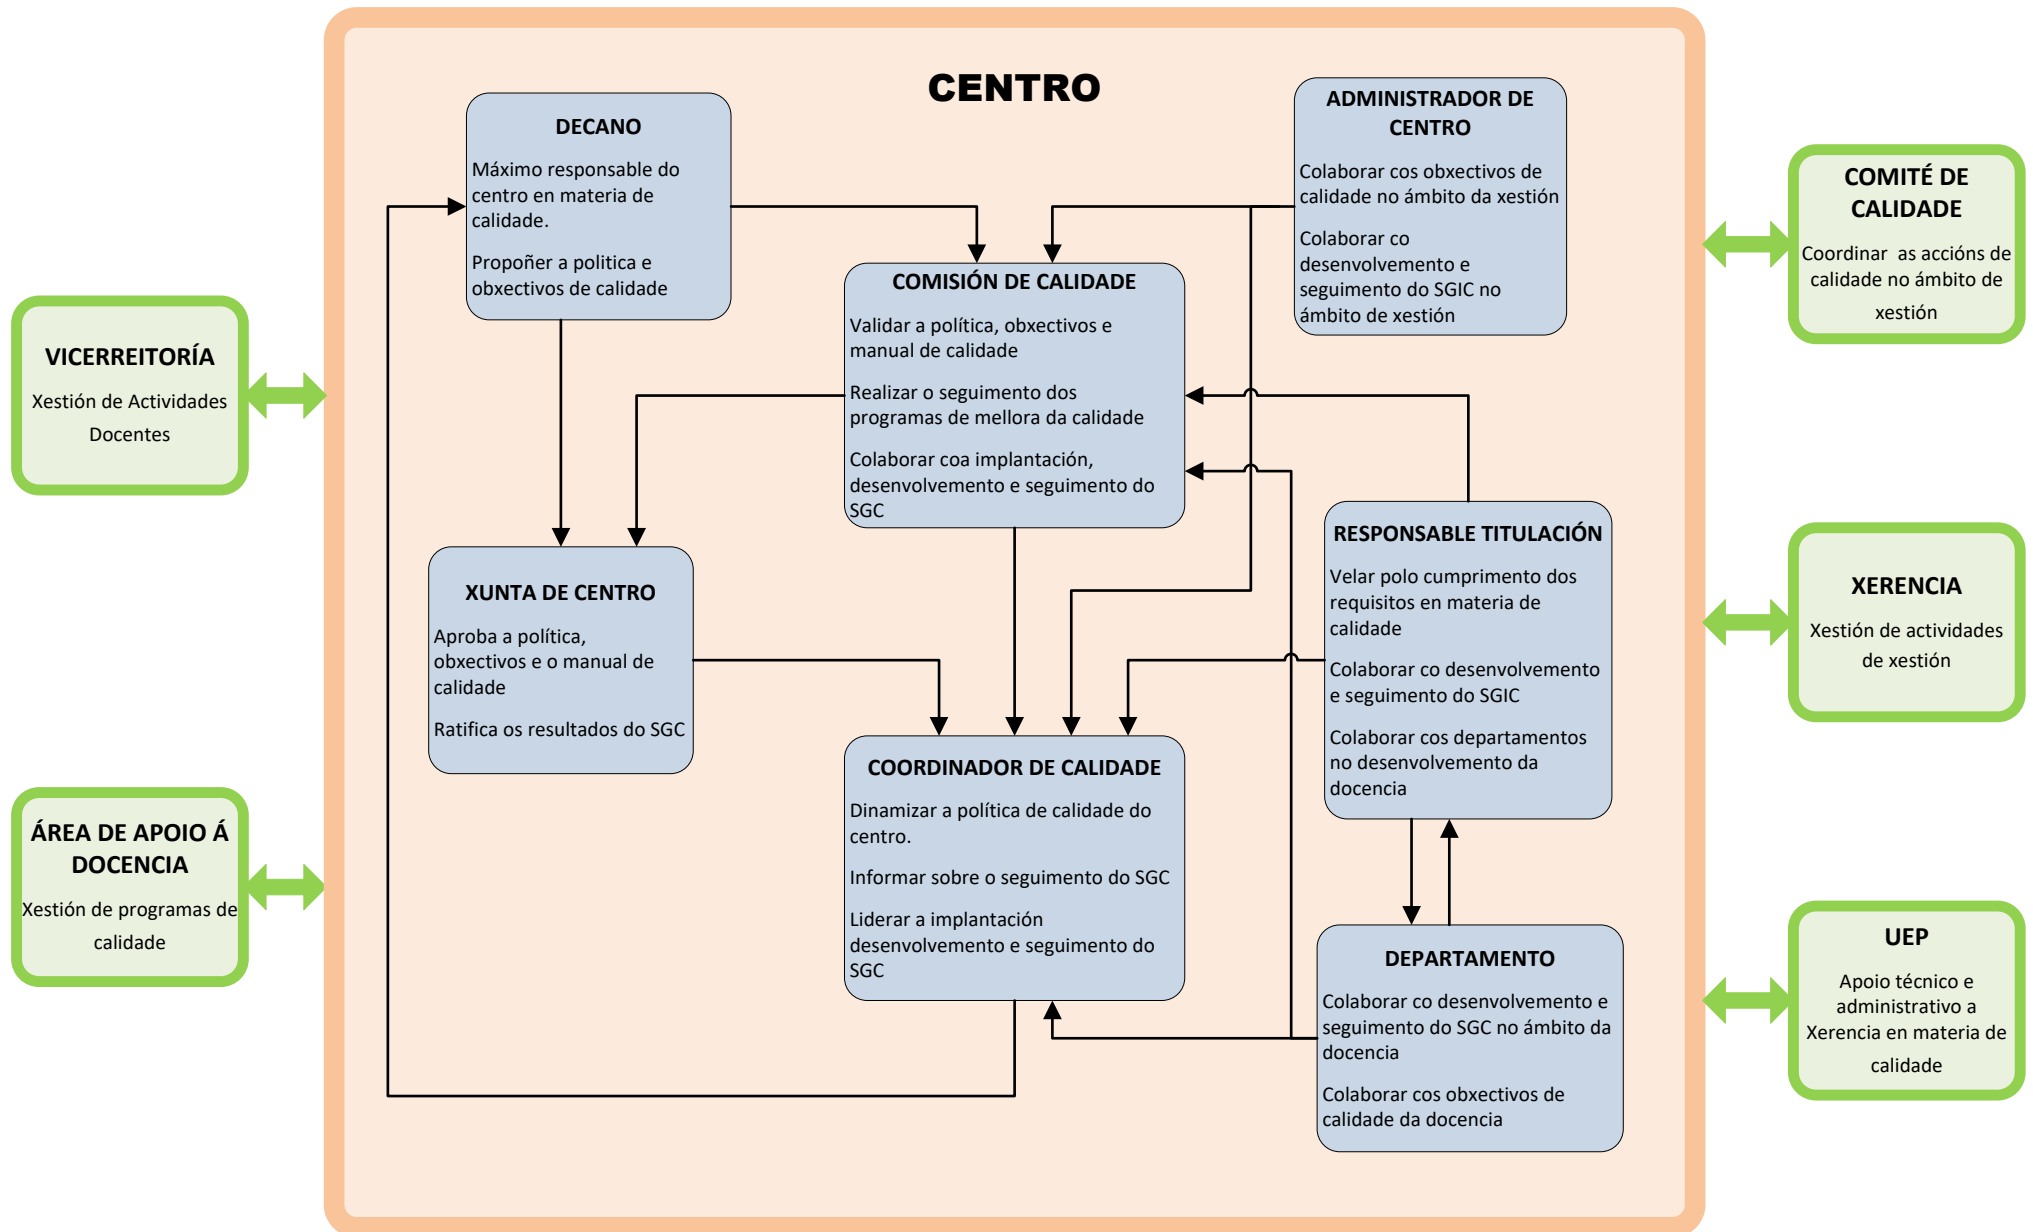 CENTRO
DECANO
Máximo responsable do
centro en materia de
calidade.
Propoñer a politica e
obxectivos de calidade
ADMINISTRADOR DE
CENTRO
Colaborar cos obxectivos de
calidade no ámbito da xestión
Colaborar co
desenvolvemento e
seguimento do SGIC no
ámbito de xestión
COMITÉ DE
CALIDADE
Coordinar as accións de
calidade no ámbito de
xestión
COMISIÓN DE CALIDADE
Validar a política, obxectivos e
manual de calidade
Realizar o seguimento dos
programas de mellora da calidade
Colaborar coa implantación,
desenvolvemento e seguimento do
SGC
VICERREITORÍA
Xestión de Actividades
Docentes
XUNTA DE CENTRO
Aproba a política,
obxectivos e o manual de
calidade
Ratifica os resultados do SGC
RESPONSABLE TITULACIÓN
Velar polo cumprimento dos
requisitos en materia de
calidade
Colaborar co desenvolvemento
e seguimento do SGIC
Colaborar cos departamentos
no desenvolvemento da
docencia
XERENCIA
Xestión de actividades
de xestión
COORDINADOR DE CALIDADE
Dinamizar a política de calidade do
centro.
Informar sobre o seguimento do SGC
Liderar a implantación
desenvolvemento e seguimento do
SGC
ÁREA DE APOIO Á
DOCENCIA
Xestión de programas de
calidade
DEPARTAMENTO
Colaborar co desenvolvemento e
seguimento do SGC no ámbito da
docencia
Colaborar cos obxectivos de
calidade da docencia
UEP
Apoio técnico e
administrativo a
Xerencia en materia de
calidade